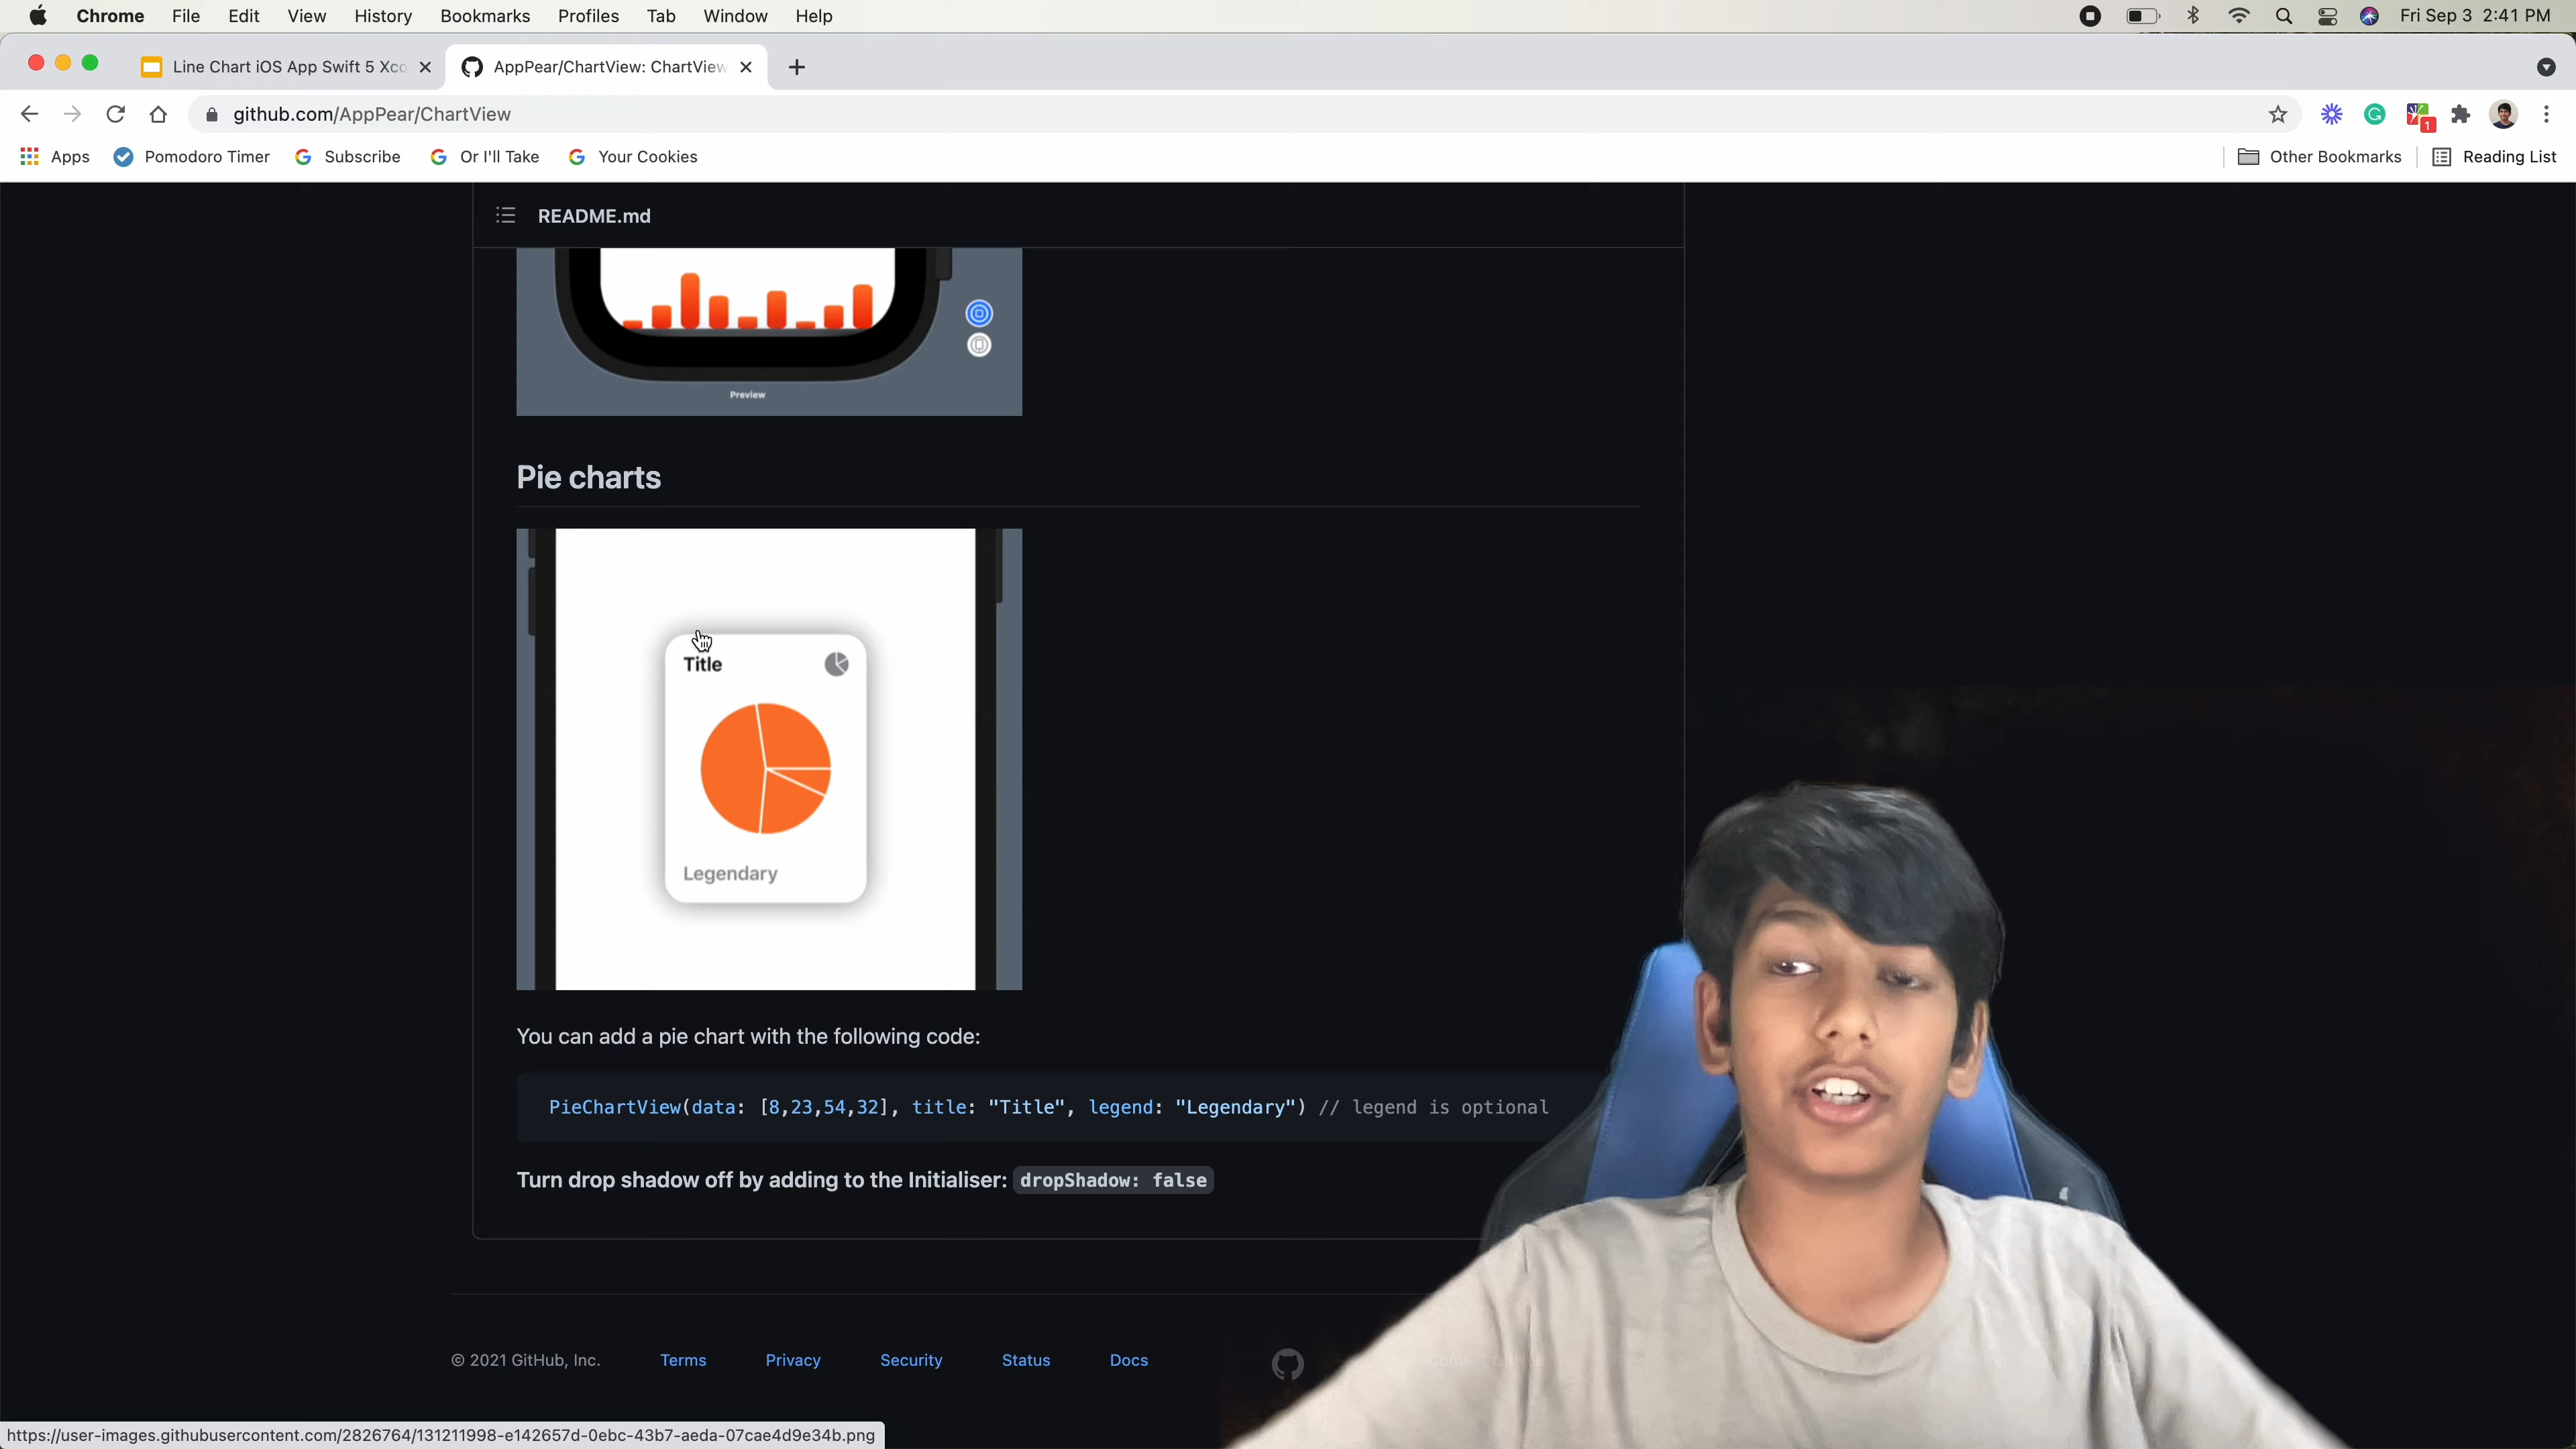 Chrome File Edit View History Bookmarks Profiles Tab Window Help Fri Sep 3 2:41 PM
Line Chart iOS App Swift 5 Xco AppPear/ChartView: ChartView
github.com/AppPear/ChartView
1
Apps Pomodoro Timer Subscribe Or I'll Take Your Cookies Other Bookmarks Reading List
README.md
Preview
Pie charts
Title
Legendary
You can add a pie chart with the following code:
PieChartView(data: [8,23,54,32], title: "Title", legend: "Legendary") // legend is optional
Turn drop shadow off by adding to the Initialiser: dropShadow: false
© 2021 GitHub, Inc. Terms Privacy Security Status Docs
https://user-images.githubusercontent.com/2826764/131211998-e142657d-0ebc-43b7-aeda-07cae4d9e34b.png